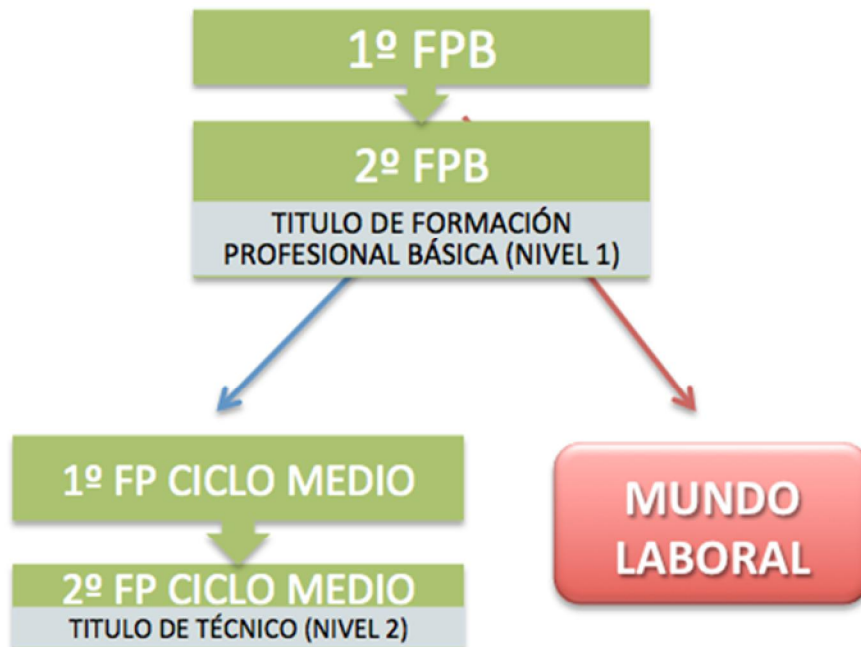 1º FPB
2º FPB
TITULO DE FORMACIÓN
PROFESIONAL BÁSICA (NIVEL 1)
1º FP CICLO MEDIO
2º FP CICLO MEDIO
TITULO DE TÉCNICO (NIVEL 2)
MUNDO
LABORAL